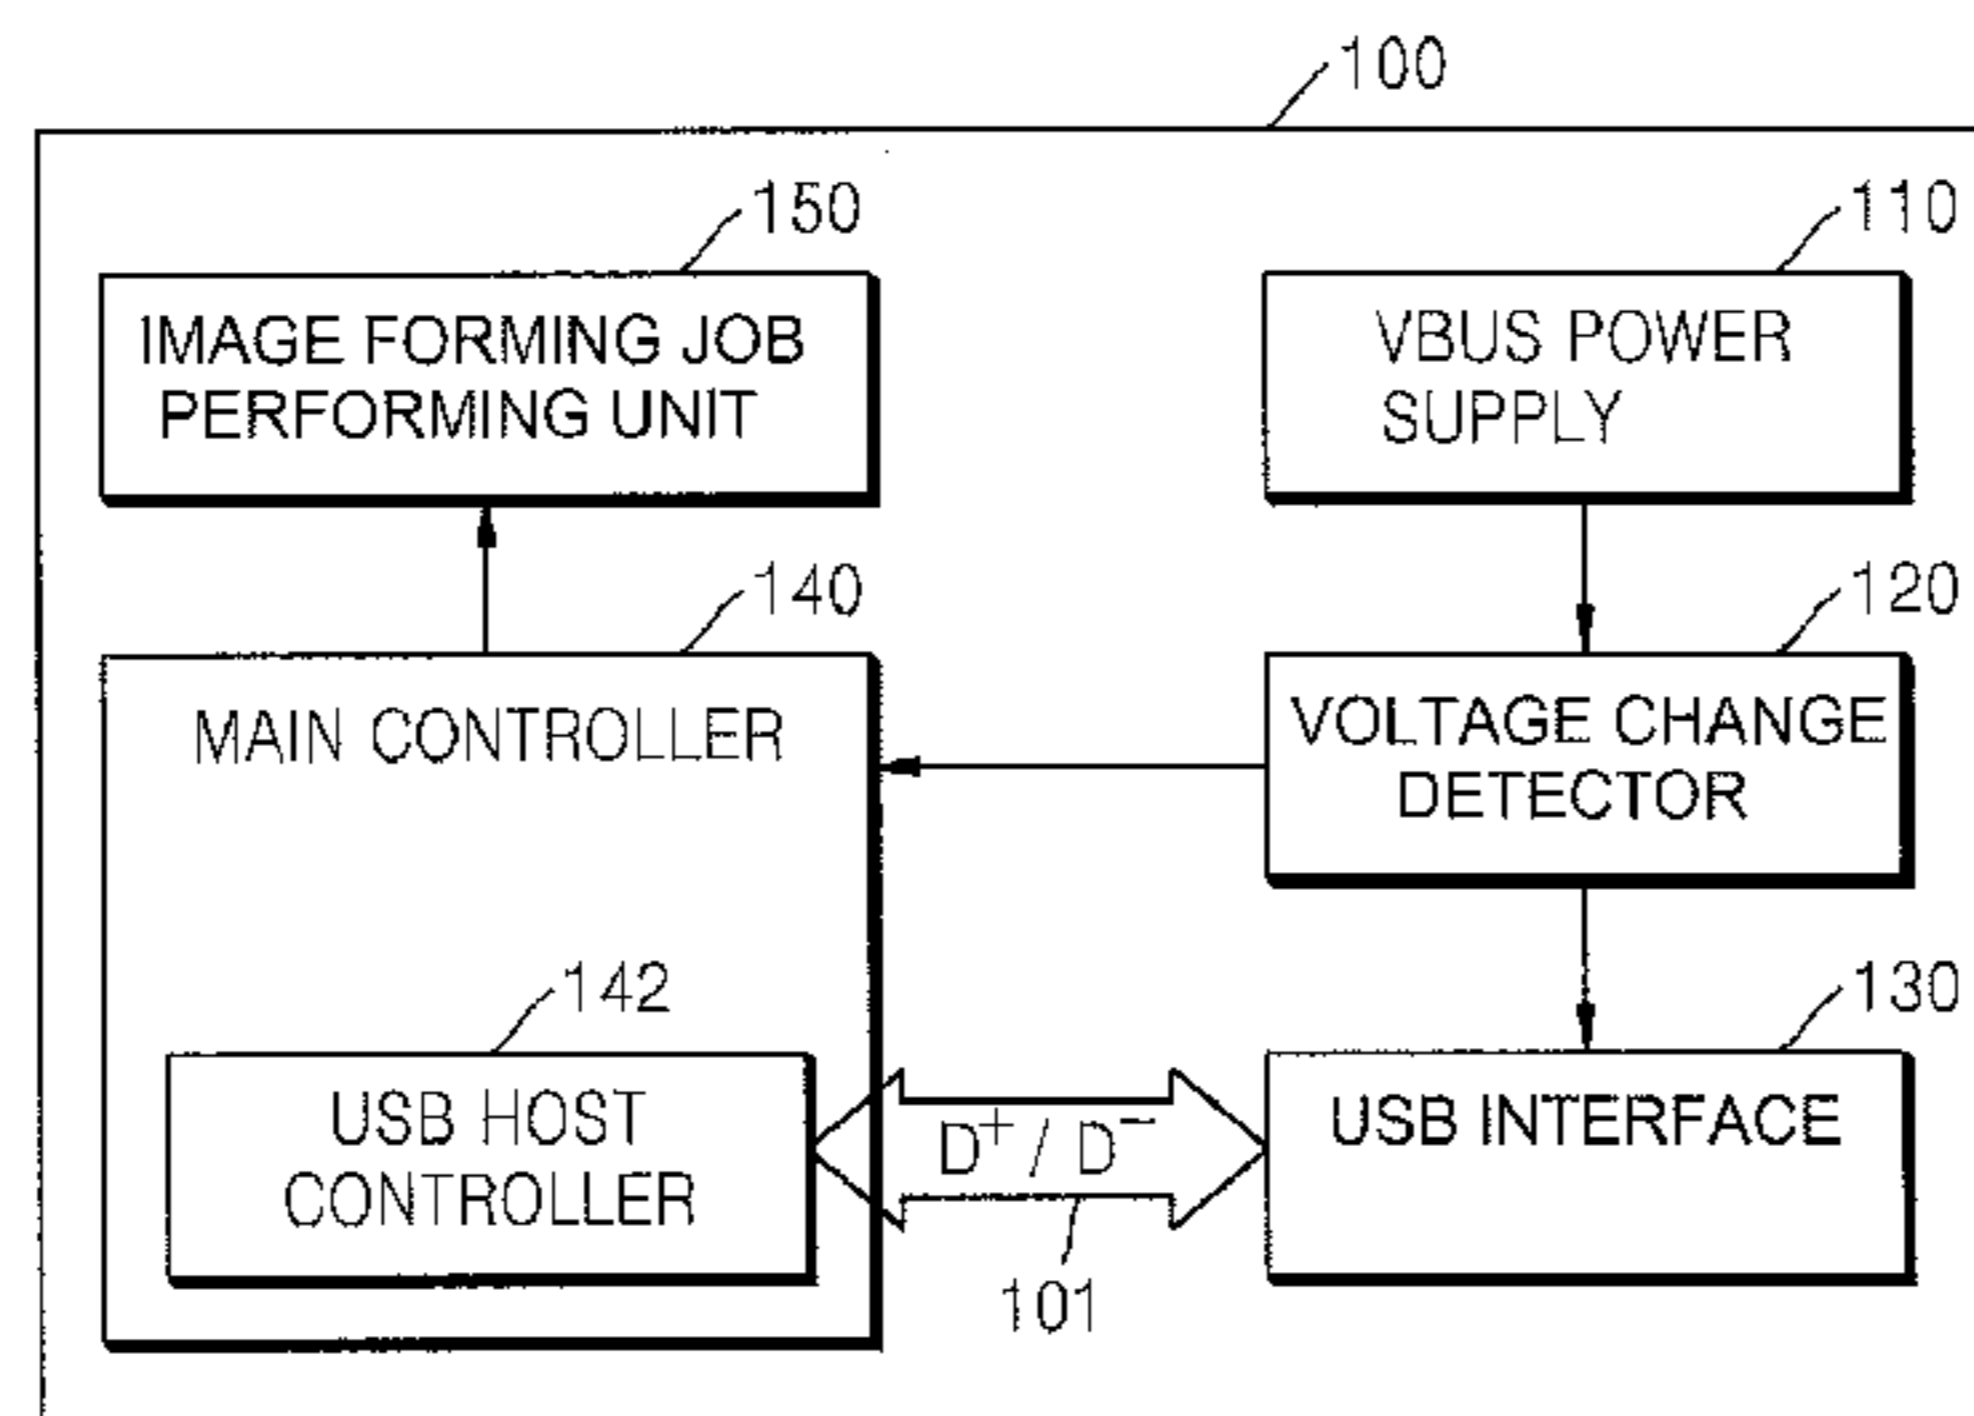 100
150
IMAGE FORMING JOB
PERFORMING UNIT
110
VBUS POWER
SUPPLY
140
MAIN CONTROLLER
120
VOLTAGE CHANGE
DETECTOR
142
USB HOST
CONTROLLER
D+ / D−
101
130
USB INTERFACE